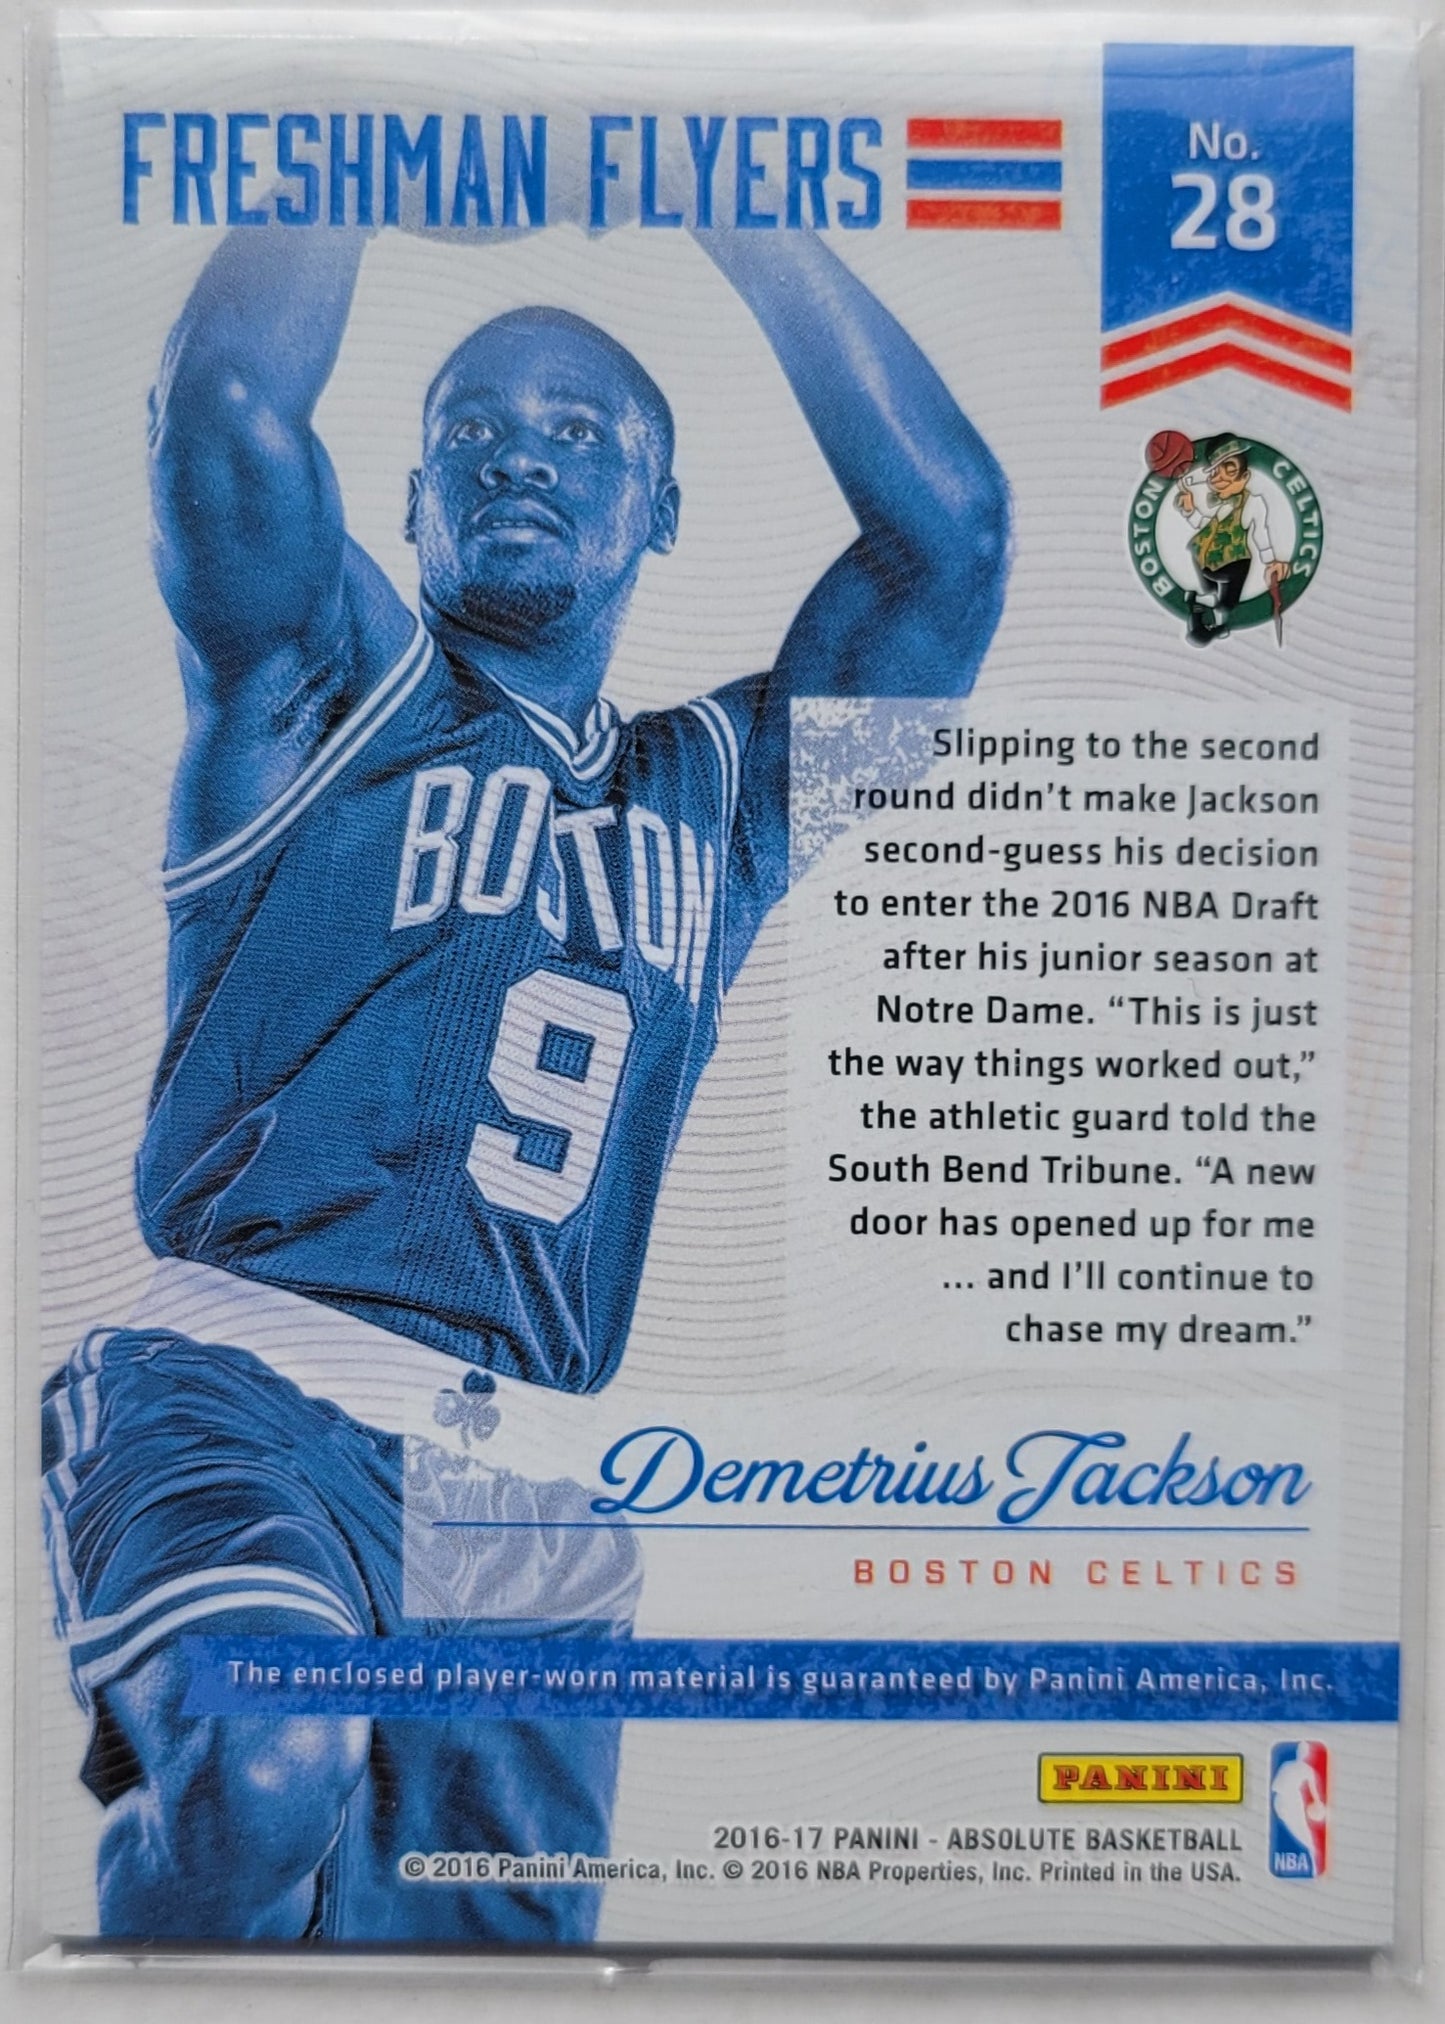 FRESHMAN FLYERS
No.
28
BOSTON CELTICS
Slipping to the second
round didn't make Jackson
second-guess his decision
to enter the 2016 NBA Draft
after his junior season at
Notre Dame. “This is just
the way things worked out,”
the athletic guard told the
South Bend Tribune. “A new
door has opened up for me
... and I'll continue to
chase my dream.”
BOSTON
9
Demetrius Jackson
BOSTON CELTICS
The enclosed player-worn material is guaranteed by Panini America, Inc.
PANINI
NBA
2016-17 PANINI - ABSOLUTE BASKETBALL
© 2016 Panini America, Inc. © 2016 NBA Properties, Inc. Printed in the USA.